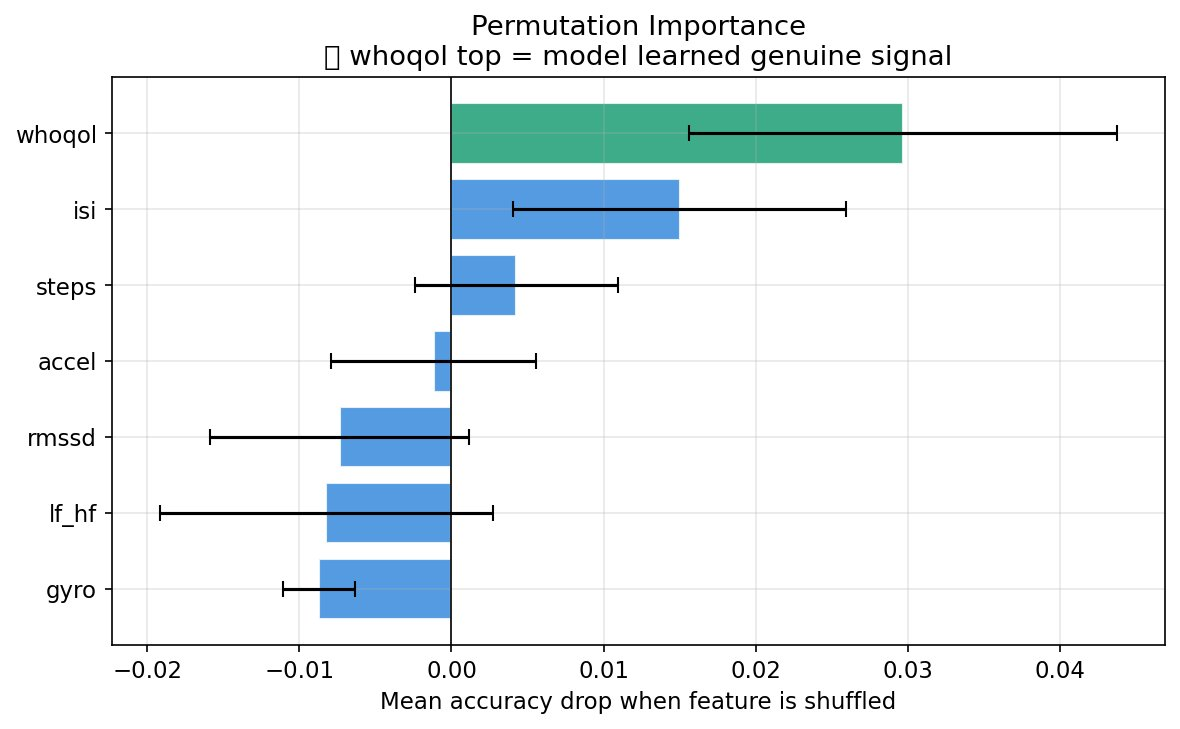 Permutation Importance
whoqol top = model learned genuine signal
whoqol
isi
steps
accel
rmssd
lf_hf
gyro
−0.02 −0.01 0.00 0.01 0.02 0.03 0.04
Mean accuracy drop when feature is shuffled